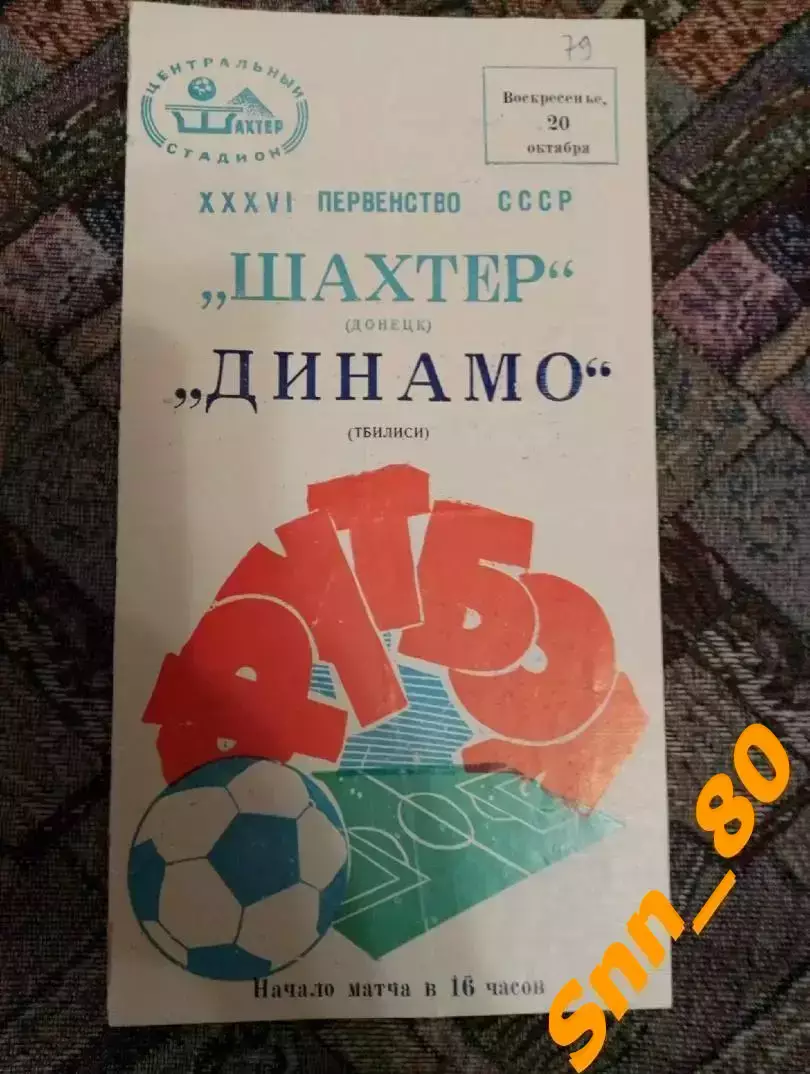 79
ЦЕНТРАЛЬНЫЙ
ШАХТЕР
СТАДИОН
Воскресенье,
20
октября
XXXVI ПЕРВЕНСТВО СССР
„ШАХТЕР“
(ДОНЕЦК)
„ДИНАМО“
(ТБИЛИСИ)
ФУТБОЛ
Начало матча в 16 часов
Snn_80